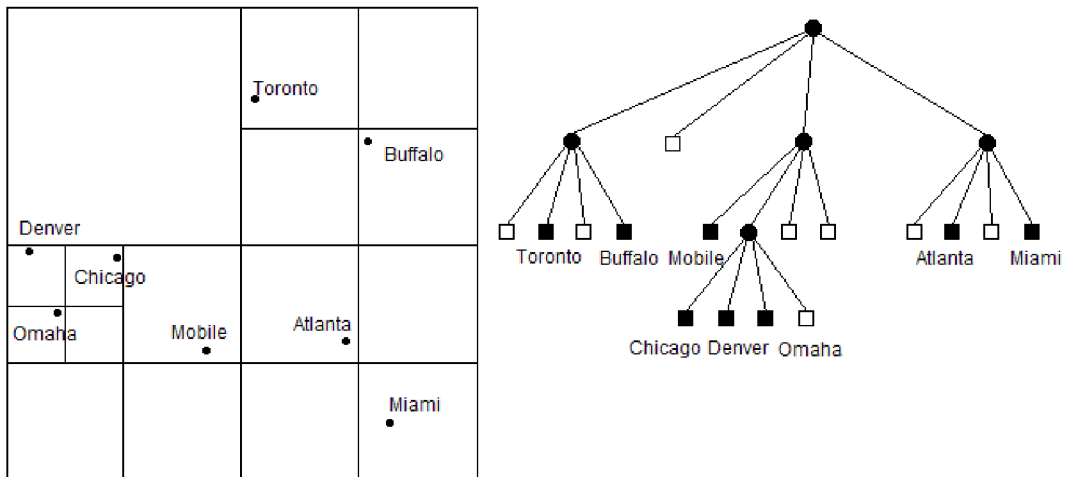 Toronto
Buffalo
Denver
Chicago
Omaha
Mobile
Atlanta
Miami
Toronto
Buffalo
Mobile
Atlanta
Miami
Chicago
Denver
Omaha